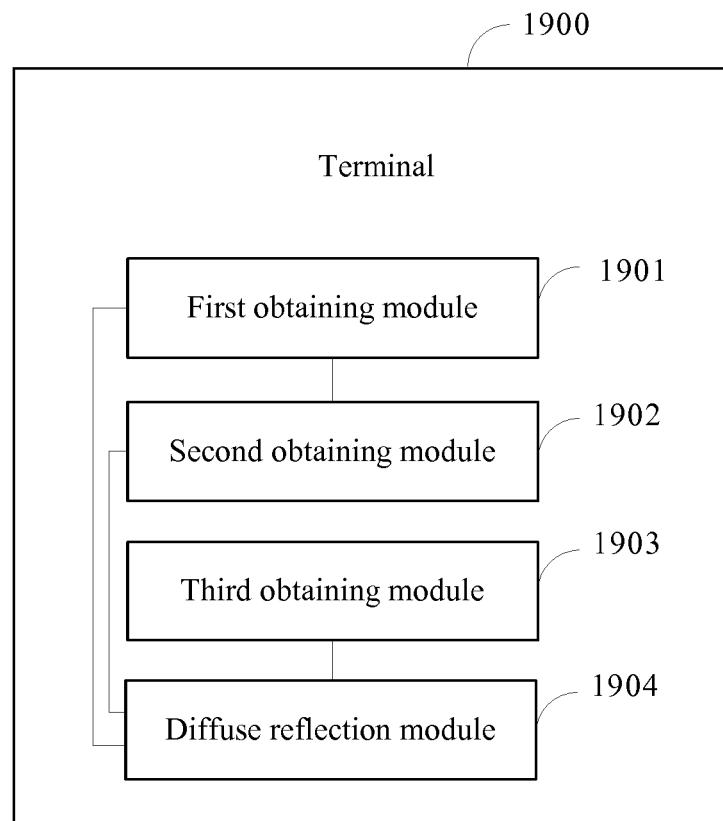 1900
Terminal
1901
First obtaining module
1902
Second obtaining module
1903
Third obtaining module
1904
Diffuse reflection module